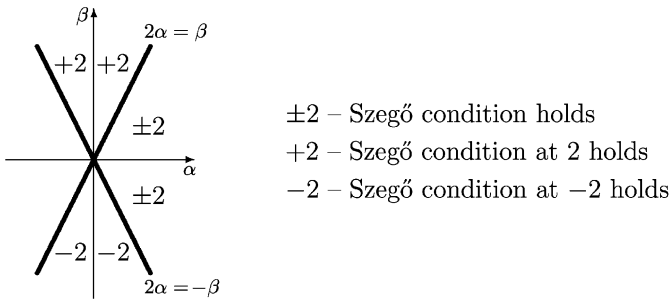 β
2α = β
+2 +2
±2
α
±2
−2 −2
2α = −β
±2 – Szegő condition holds
+2 – Szegő condition at 2 holds
−2 – Szegő condition at −2 holds